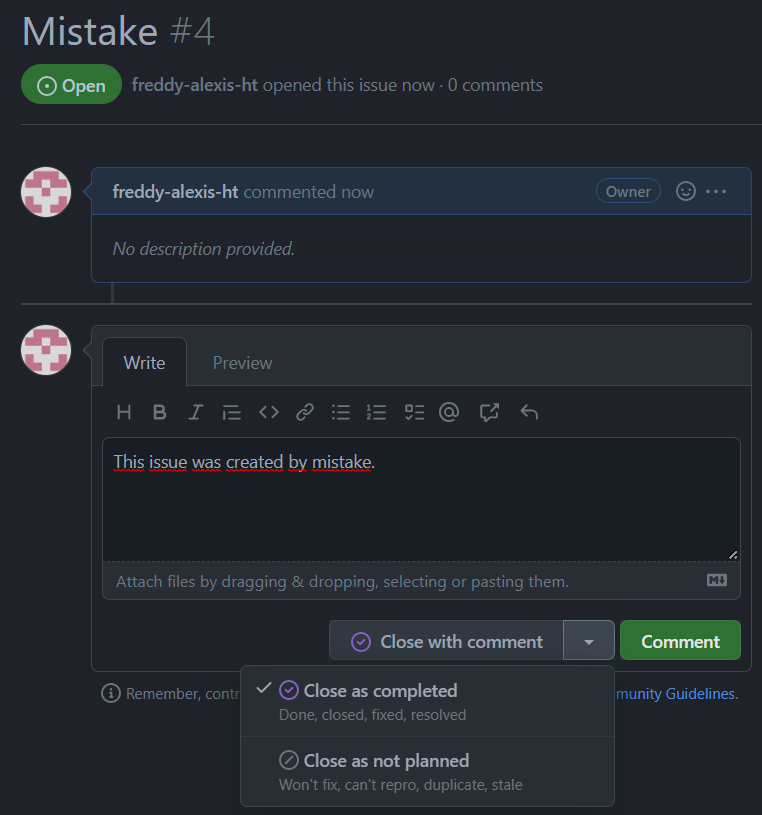 Mistake #4
Open freddy-alexis-ht opened this issue now · 0 comments
freddy-alexis-ht commented now Owner
No description provided.
Write Preview
This issue was created by mistake.
Attach files by dragging & dropping, selecting or pasting them.
Close with comment Comment
Remember, contr munity Guidelines.
Close as completed
Done, closed, fixed, resolved
Close as not planned
Won't fix, can't repro, duplicate, stale